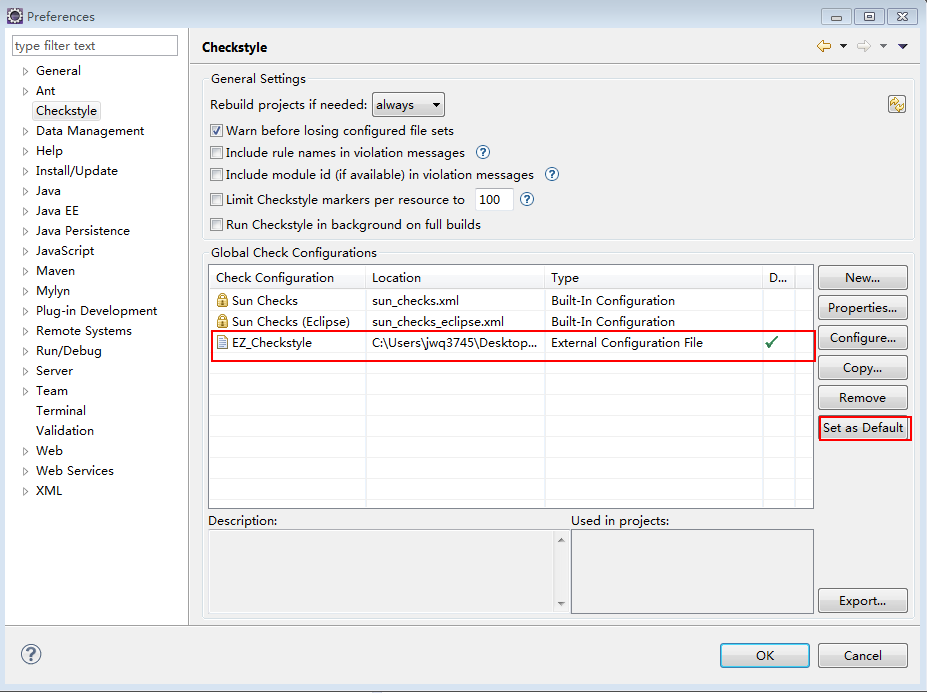 Preferences
type filter text
General
Ant
Checkstyle
Data Management
Help
Install/Update
Java
Java EE
Java Persistence
JavaScript
Maven
Mylyn
Plug-in Development
Remote Systems
Run/Debug
Server
Team
Terminal
Validation
Web
Web Services
XML
Checkstyle
General Settings
Rebuild projects if needed: always
Warn before losing configured file sets
Include rule names in violation messages
Include module id (if available) in violation messages
Limit Checkstyle markers per resource to 100
Run Checkstyle in background on full builds
Global Check Configurations
Check Configuration Location Type D...
Sun Checks sun_checks.xml Built-In Configuration
Sun Checks (Eclipse) sun_checks_eclipse.xml Built-In Configuration
EZ_Checkstyle C:\Users\jwq3745\Desktop... External Configuration File
New...
Properties...
Configure...
Copy...
Remove
Set as Default
Description: Used in projects:
Export...
OK Cancel